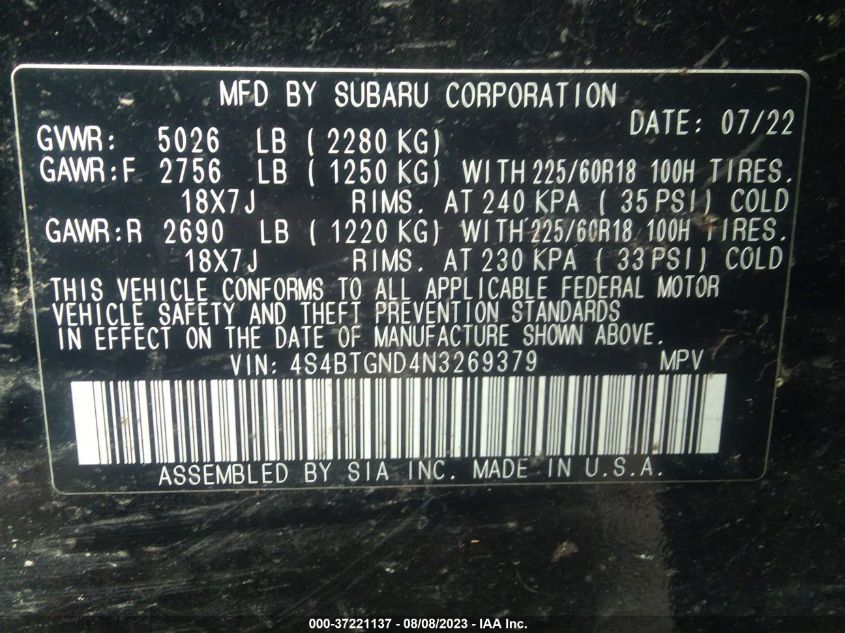 MFD BY SUBARU CORPORATION
DATE: 07/22
GVWR: 5026 LB ( 2280 KG)
GAWR:F 2756 LB ( 1250 KG) WITH 225/60R18 100H TIRES.
18X7J RIMS. AT 240 KPA ( 35 PSI) COLD
GAWR:R 2690 LB ( 1220 KG) WITH 225/60R18 100H TIRES.
18X7J RIMS. AT 230 KPA ( 33 PSI) COLD
THIS VEHICLE CONFORMS TO ALL APPLICABLE FEDERAL MOTOR
VEHICLE SAFETY AND THEFT PREVENTION STANDARDS
IN EFFECT ON THE DATE OF MANUFACTURE SHOWN ABOVE.
VIN: 4S4BTGND4N3269379 MPV
ASSEMBLED BY SIA INC. MADE IN U.S.A.
000-37221137 - 08/08/2023 - IAA Inc.